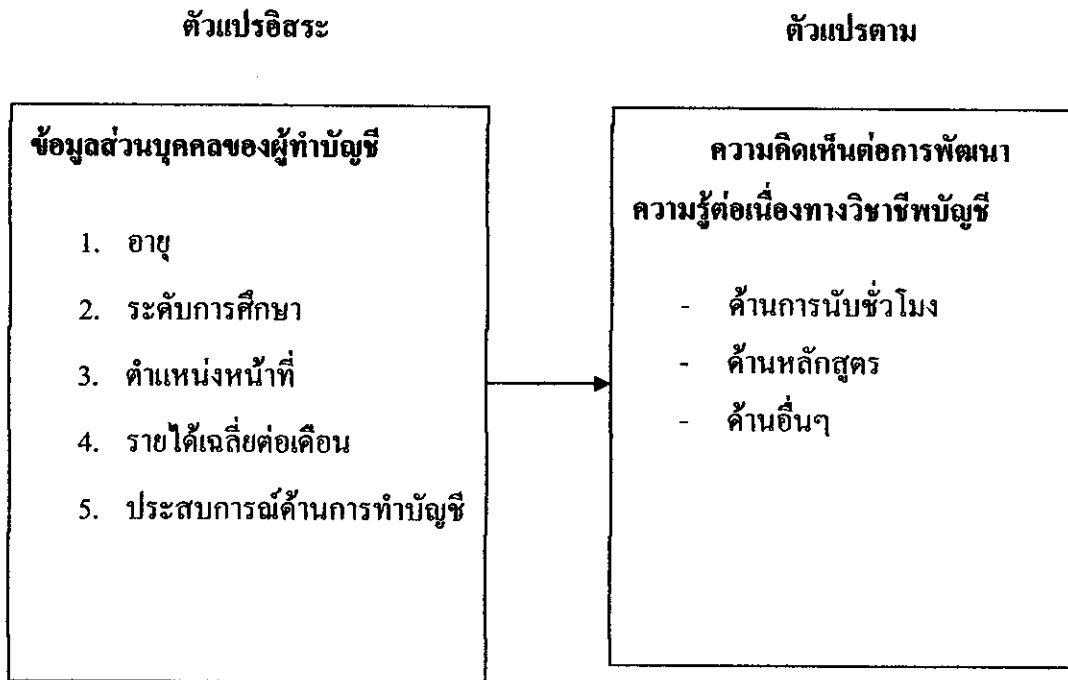 ตัวแปรอิสระ
ตัวแปรตาม
ข้อมูลส่วนบุคคลของผู้ทำบัญชี
1. อายุ
2. ระดับการศึกษา
3. ตำแหน่งหน้าที่
4. รายได้เฉลี่ยต่อเดือน
5. ประสบการณ์ด้านการทำบัญชี
ความคิดเห็นต่อการพัฒนา
ความรู้ต่อเนื่องทางวิชาชีพบัญชี
- ด้านการนับชั่วโมง
- ด้านหลักสูตร
- ด้านอื่นๆ